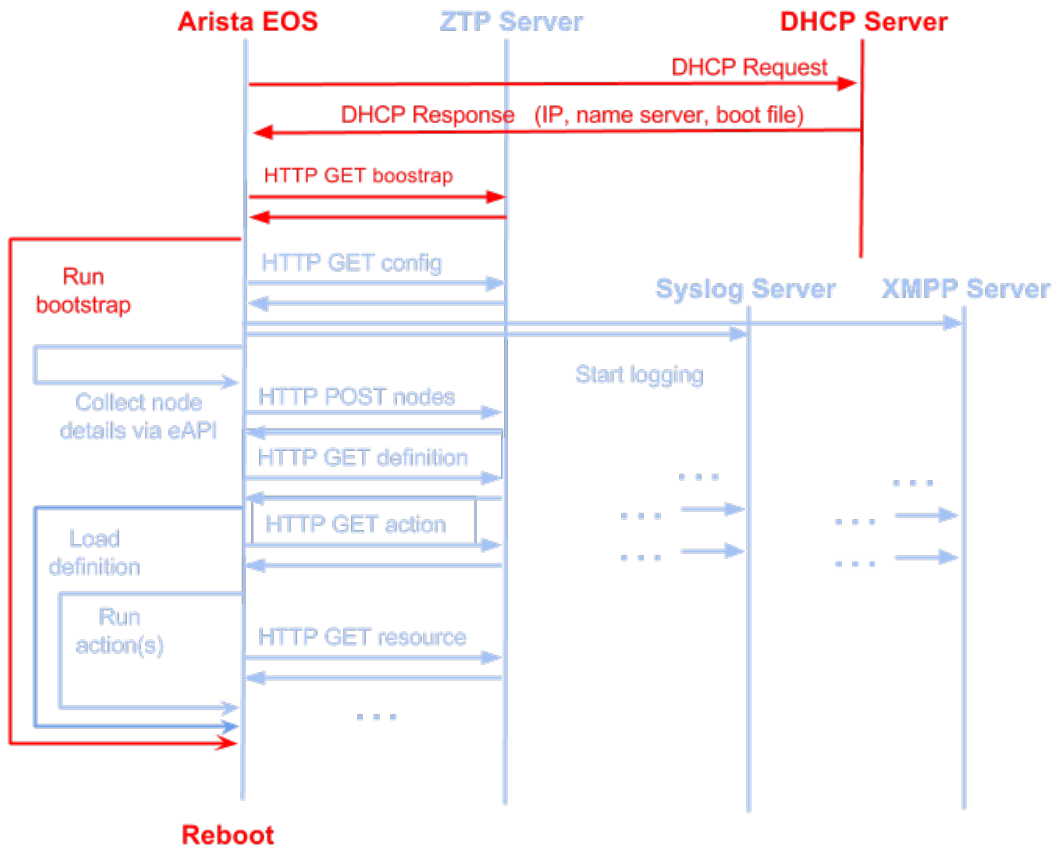 Arista EOS
ZTP Server
DHCP Server
DHCP Request
DHCP Response (IP, name server, boot file)
HTTP GET boostrap
Run
bootstrap
HTTP GET config
Syslog Server
XMPP Server
Start logging
Collect node
details via eAPI
HTTP POST nodes
HTTP GET definition
...
...
HTTP GET action
...
...
Load
definition
...
...
Run
action(s)
HTTP GET resource
...
Reboot